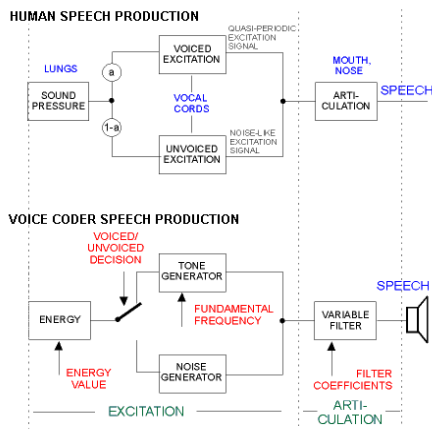 HUMAN SPEECH PRODUCTION
QUASI-PERIODIC
EXCITATION
SIGNAL
LUNGS
VOICED
EXCITATION
MOUTH,
NOSE
a
SOUND
PRESSURE
VOCAL
CORDS
ARTI-
CULATION
SPEECH
1-a
NOISE-LIKE
EXCITATION
SIGNAL
UNVOICED
EXCITATION
VOICE CODER SPEECH PRODUCTION
VOICED/
UNVOICED
DECISION
TONE
GENERATOR
SPEECH
ENERGY
FUNDAMENTAL
FREQUENCY
VARIABLE
FILTER
ENERGY
VALUE
NOISE
GENERATOR
FILTER
COEFFICIENTS
EXCITATION
ARTI-
CULATION